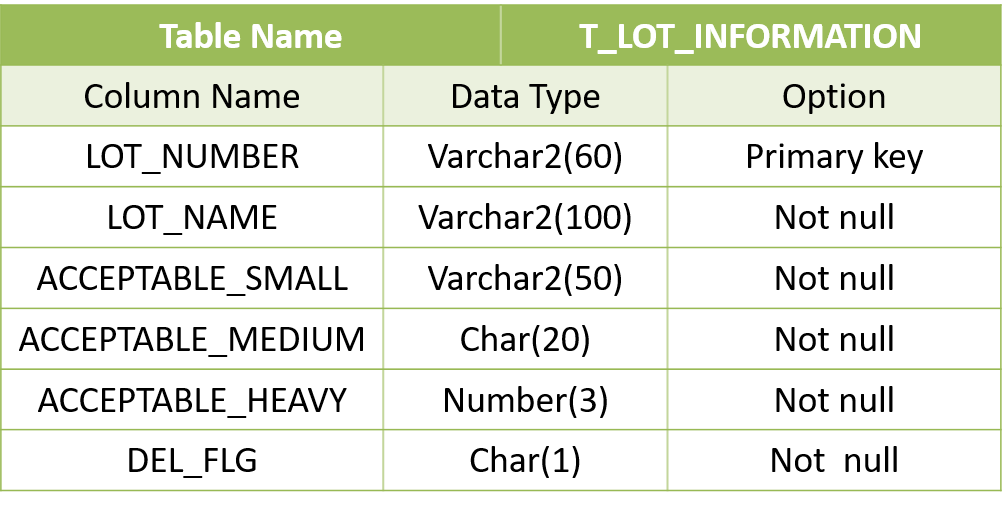 Table Name T_LOT_INFORMATION
Column Name Data Type Option
LOT_NUMBER Varchar2(60) Primary key
LOT_NAME Varchar2(100) Not null
ACCEPTABLE_SMALL Varchar2(50) Not null
ACCEPTABLE_MEDIUM Char(20) Not null
ACCEPTABLE_HEAVY Number(3) Not null
DEL_FLG Char(1) Not null